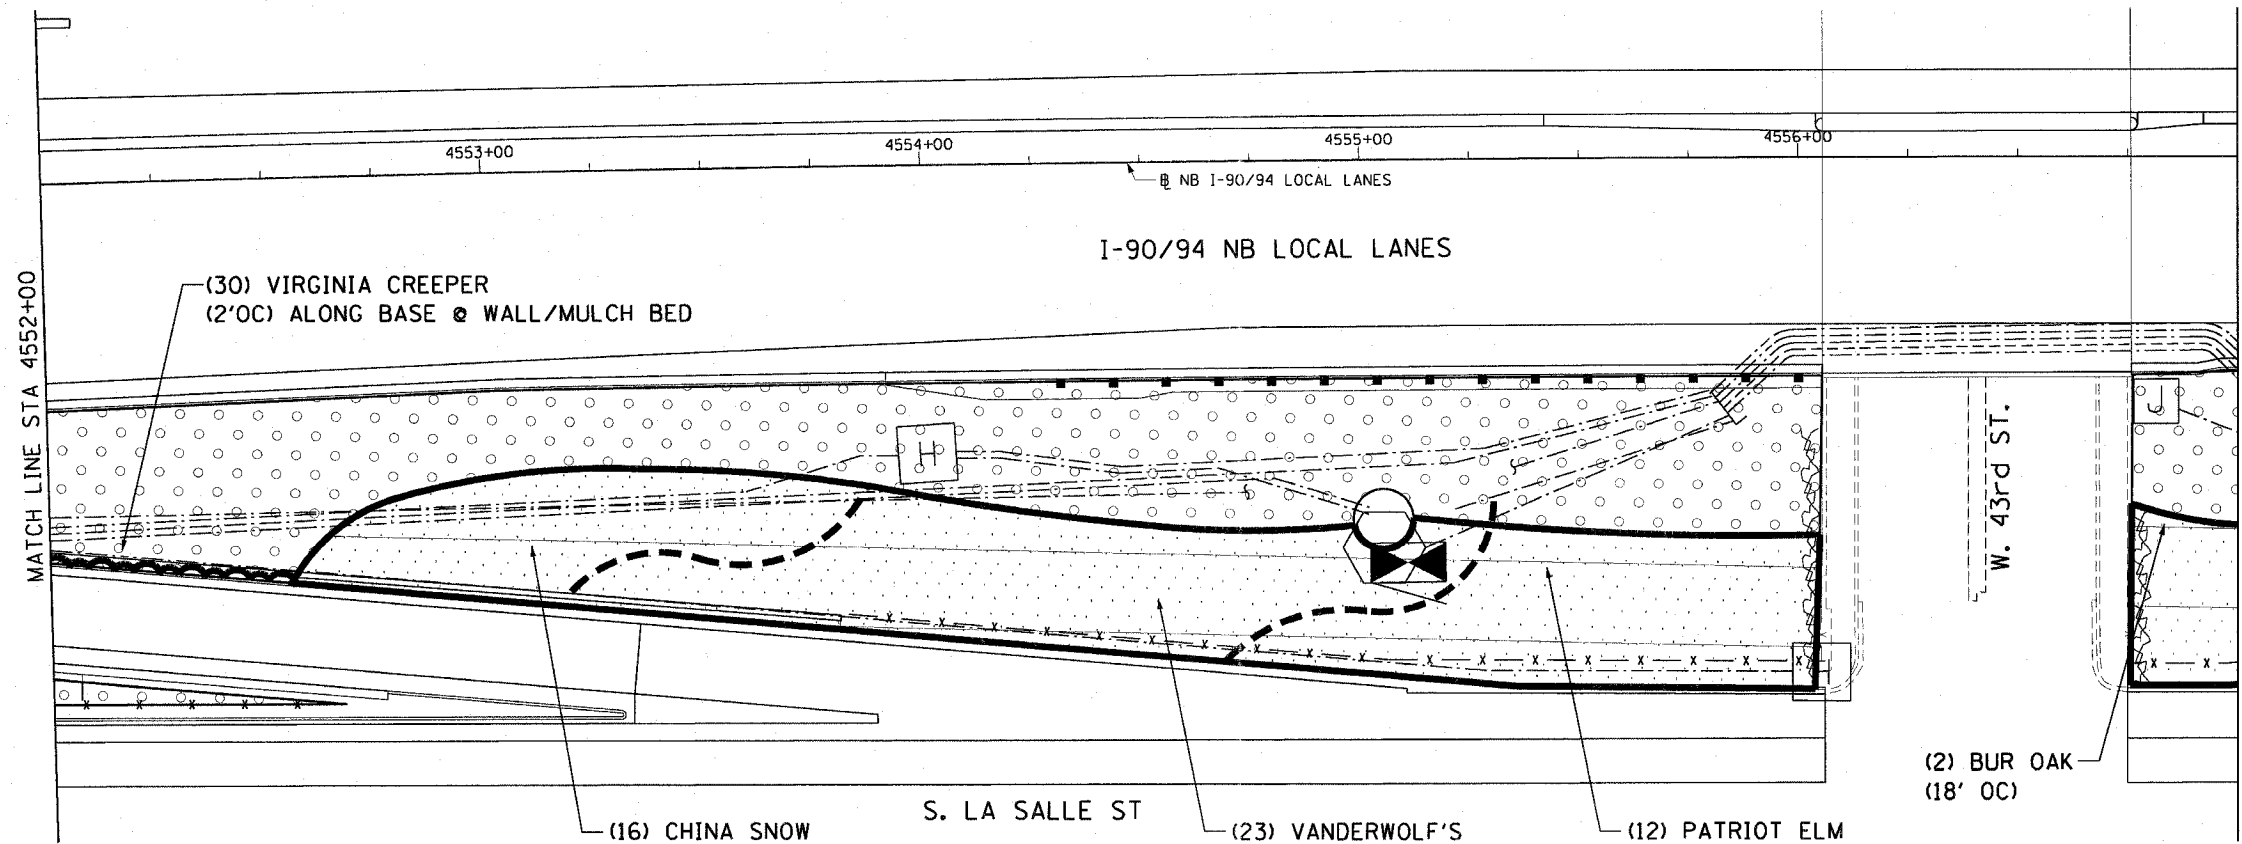 4553+00
4554+00
4555+00
4556+00
℄ NB I-90/94 LOCAL LANES
I-90/94 NB LOCAL LANES
MATCH LINE STA 4552+00
(30) VIRGINIA CREEPER
(2'OC) ALONG BASE @ WALL/MULCH BED
H
J
W. 43rd ST.
I
(2) BUR OAK
(18' OC)
S. LA SALLE ST
(16) CHINA SNOW
(23) VANDERWOLF'S
(12) PATRIOT ELM